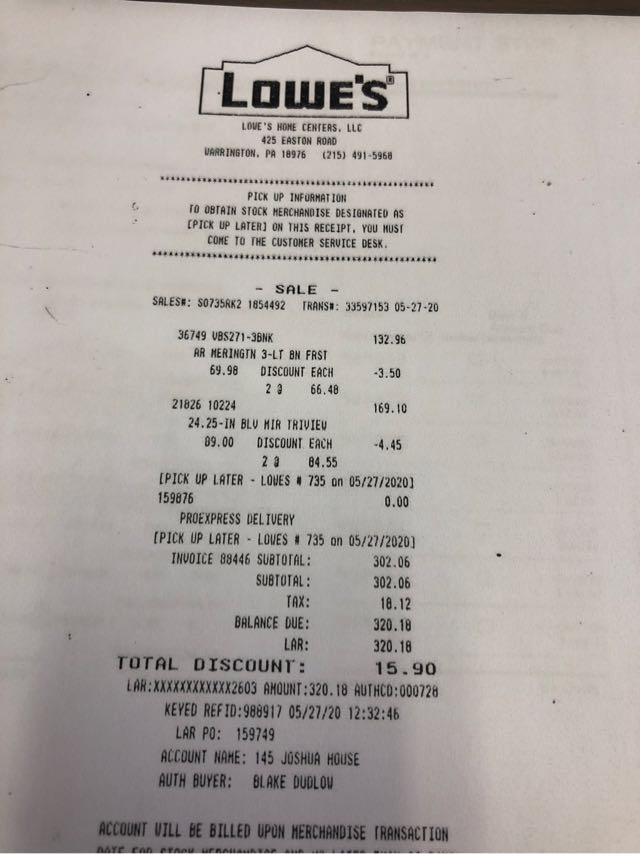 LOWE'S
LOWE'S HOME CENTERS, LLC
425 EASTON ROAD
WARRINGTON, PA 18976 (215) 491-5968
PICK UP INFORMATION
TO OBTAIN STOCK MERCHANDISE DESIGNATED AS
[PICK UP LATER] ON THIS RECEIPT, YOU MUST
COME TO THE CUSTOMER SERVICE DESK.
- SALE -
SALES#: S0735RK2 1854492 TRANS#: 33597153 05-27-20
36749 VBS271-3BNK 132.96
AR MERINGTN 3-LT BN FRST
69.98 DISCOUNT EACH -3.50
2 @ 66.48
21826 10224 169.10
24.25-IN BLV MIR TRIVIEW
89.00 DISCOUNT EACH -4.45
2 @ 84.55
[PICK UP LATER - LOWES # 735 on 05/27/2020]
159876 0.00
PROEXPRESS DELIVERY
[PICK UP LATER - LOWES # 735 on 05/27/2020]
INVOICE 88446 SUBTOTAL: 302.06
SUBTOTAL: 302.06
TAX: 18.12
BALANCE DUE: 320.18
LAR: 320.18
TOTAL DISCOUNT: 15.90
LAR:XXXXXXXXXXXX2603 AMOUNT:320.18 AUTHCD:000728
KEYED REFID:988917 05/27/20 12:32:46
LAR PO: 159749
ACCOUNT NAME: 145 JOSHUA HOUSE
AUTH BUYER: BLAKE DUDLOW
ACCOUNT WILL BE BILLED UPON MERCHANDISE TRANSACTION